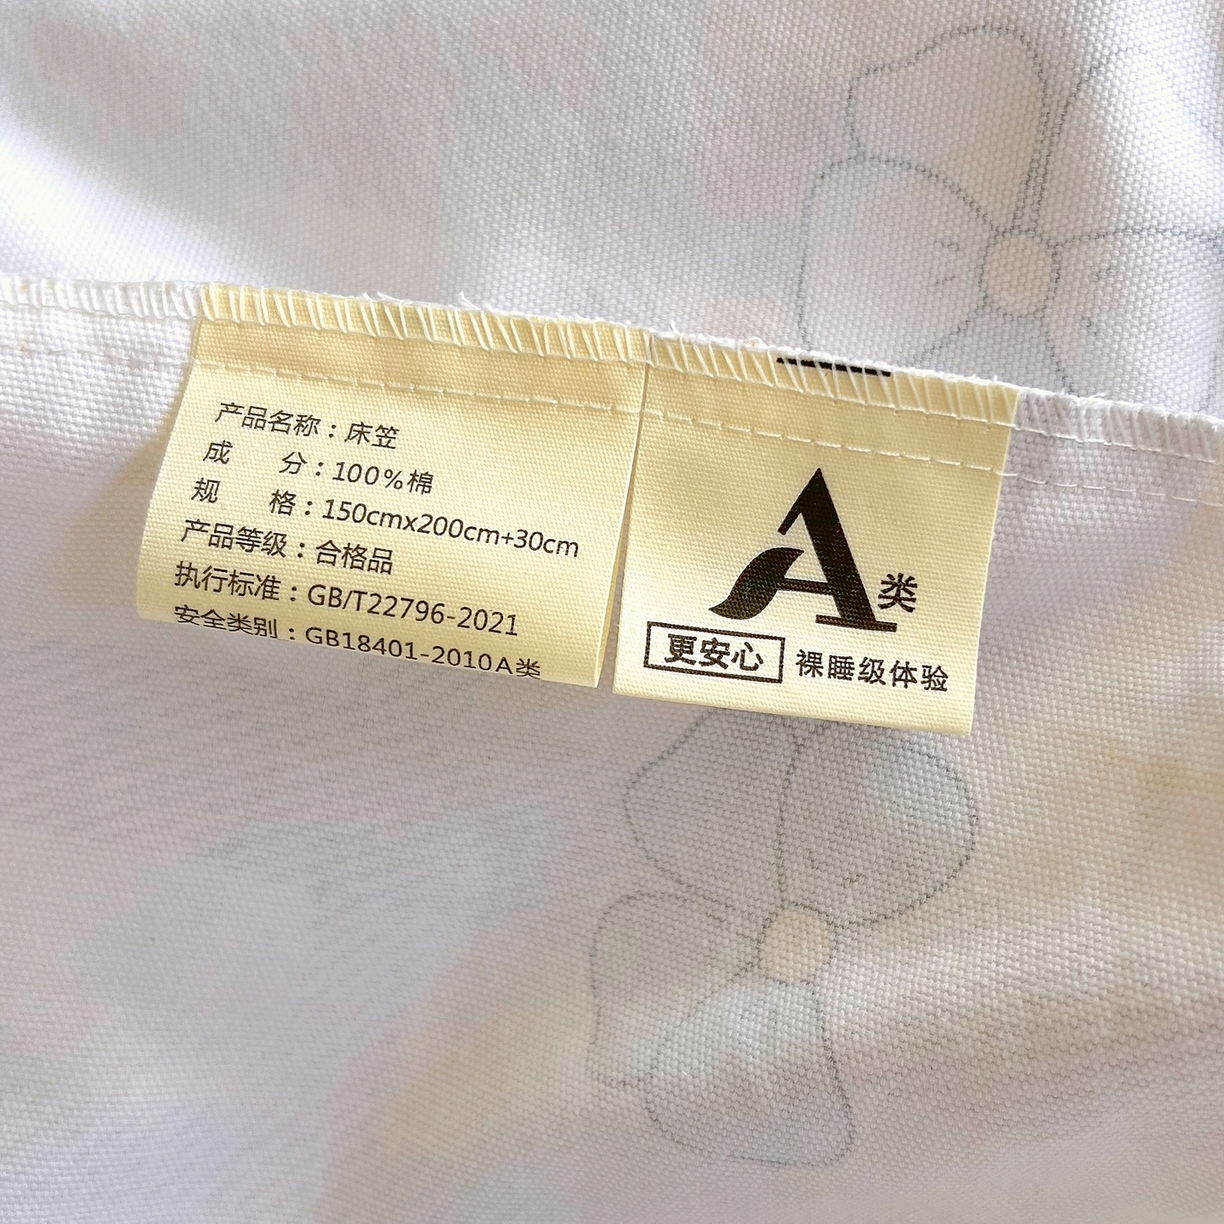 产品名称：床笠
成 分：100%棉
规 格：150cmx200cm+30cm
产品等级：合格品
执行标准：GB/T22796-2021
安全类别：GB18401-2010A类
A类
更安心 裸睡级体验